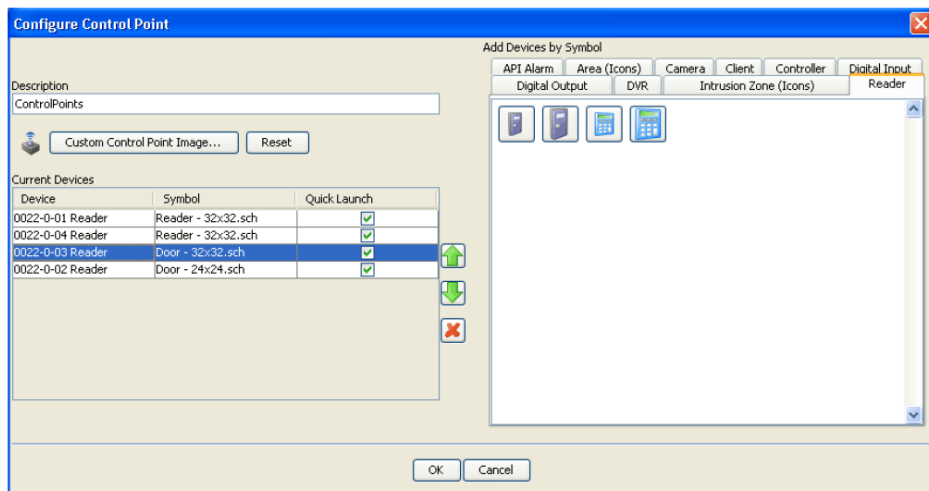 Configure Control Point
Add Devices by Symbol
API Alarm Area (Icons) Camera Client Controller Digital Input
Digital Output DVR Intrusion Zone (Icons) Reader
Description
ControlPoints
Custom Control Point Image... Reset
Current Devices
Device Symbol Quick Launch
0022-0-01 Reader Reader - 32x32.sch
0022-0-04 Reader Reader - 32x32.sch
0022-0-03 Reader Door - 32x32.sch
0022-0-02 Reader Door - 24x24.sch
OK Cancel